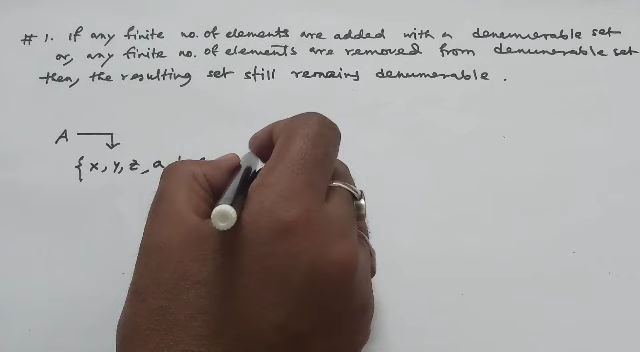 # 1. If any finite no. of elements are added with a denumerable set
or, any finite no. of elements are removed from denumerable set
then, the resulting set still remains denumerable.
A
{x, y, z, a